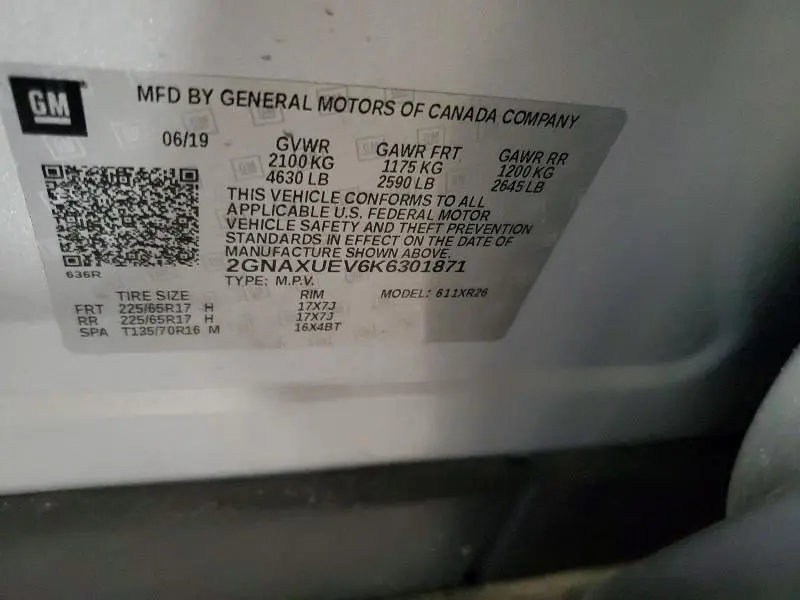 GM
MFD BY GENERAL MOTORS OF CANADA COMPANY
06/19 GVWR GAWR FRT GAWR RR
2100 KG 1175 KG 1200 KG
4630 LB 2590 LB 2645 LB
THIS VEHICLE CONFORMS TO ALL
APPLICABLE U.S. FEDERAL MOTOR
VEHICLE SAFETY AND THEFT PREVENTION
STANDARDS IN EFFECT ON THE DATE OF
MANUFACTURE SHOWN ABOVE.
636R 2GNAXUEV6K6301871
TYPE: M.P.V. MODEL: 611XR26
TIRE SIZE RIM
FRT 225/65R17 H 17X7J
RR 225/65R17 H 17X7J
SPA T135/70R16 M 16X4BT